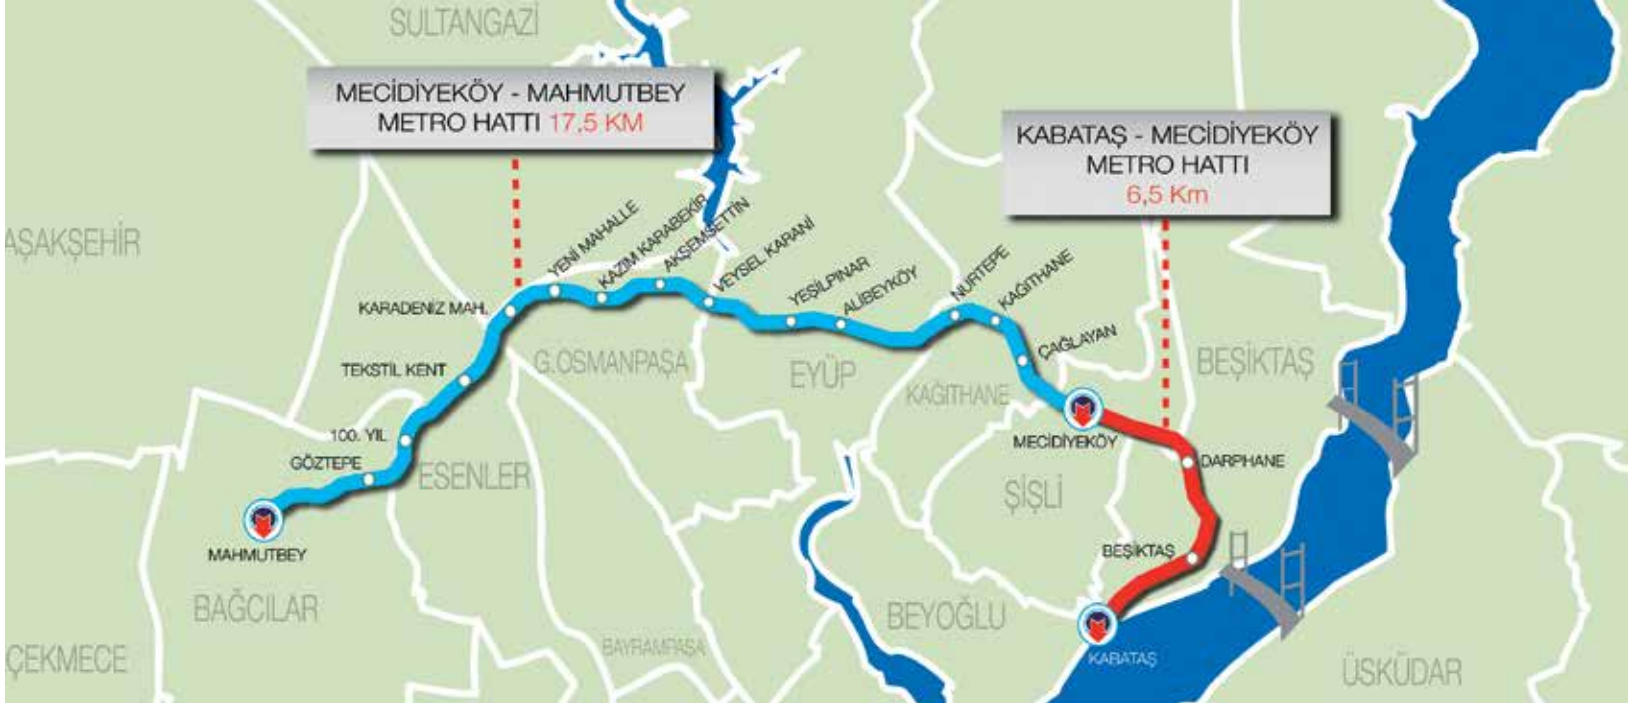 SULTANGAZİ
MECİDİYEKÖY - MAHMUTBEY
METRO HATTI 17.5 KM
KABATAŞ - MECİDİYEKÖY
METRO HATTI
6,5 Km
AŞAKŞEHİR
YENİ MAHALLE
KAZIM KARABEKİR
AKŞEMSETTİN
VEYSEL KARANİ
YEŞİLPINAR
ALİBEYKÖY
NURTEPE
KAĞITHANE
ÇAĞLAYAN
KARADENİZ MAH.
TEKSTİL KENT
G.OSMANPAŞA
EYÜP
KAĞITHANE
BEŞİKTAŞ
100. YIL
MECİDİYEKÖY
GÖZTEPE
ESENLER
DARPHANE
ŞİŞLİ
MAHMUTBEY
BEŞİKTAŞ
BAĞCILAR
BEYOĞLU
BAYRAMPAŞA
KABATAŞ
ÇEKMECE
ÜSKÜDAR